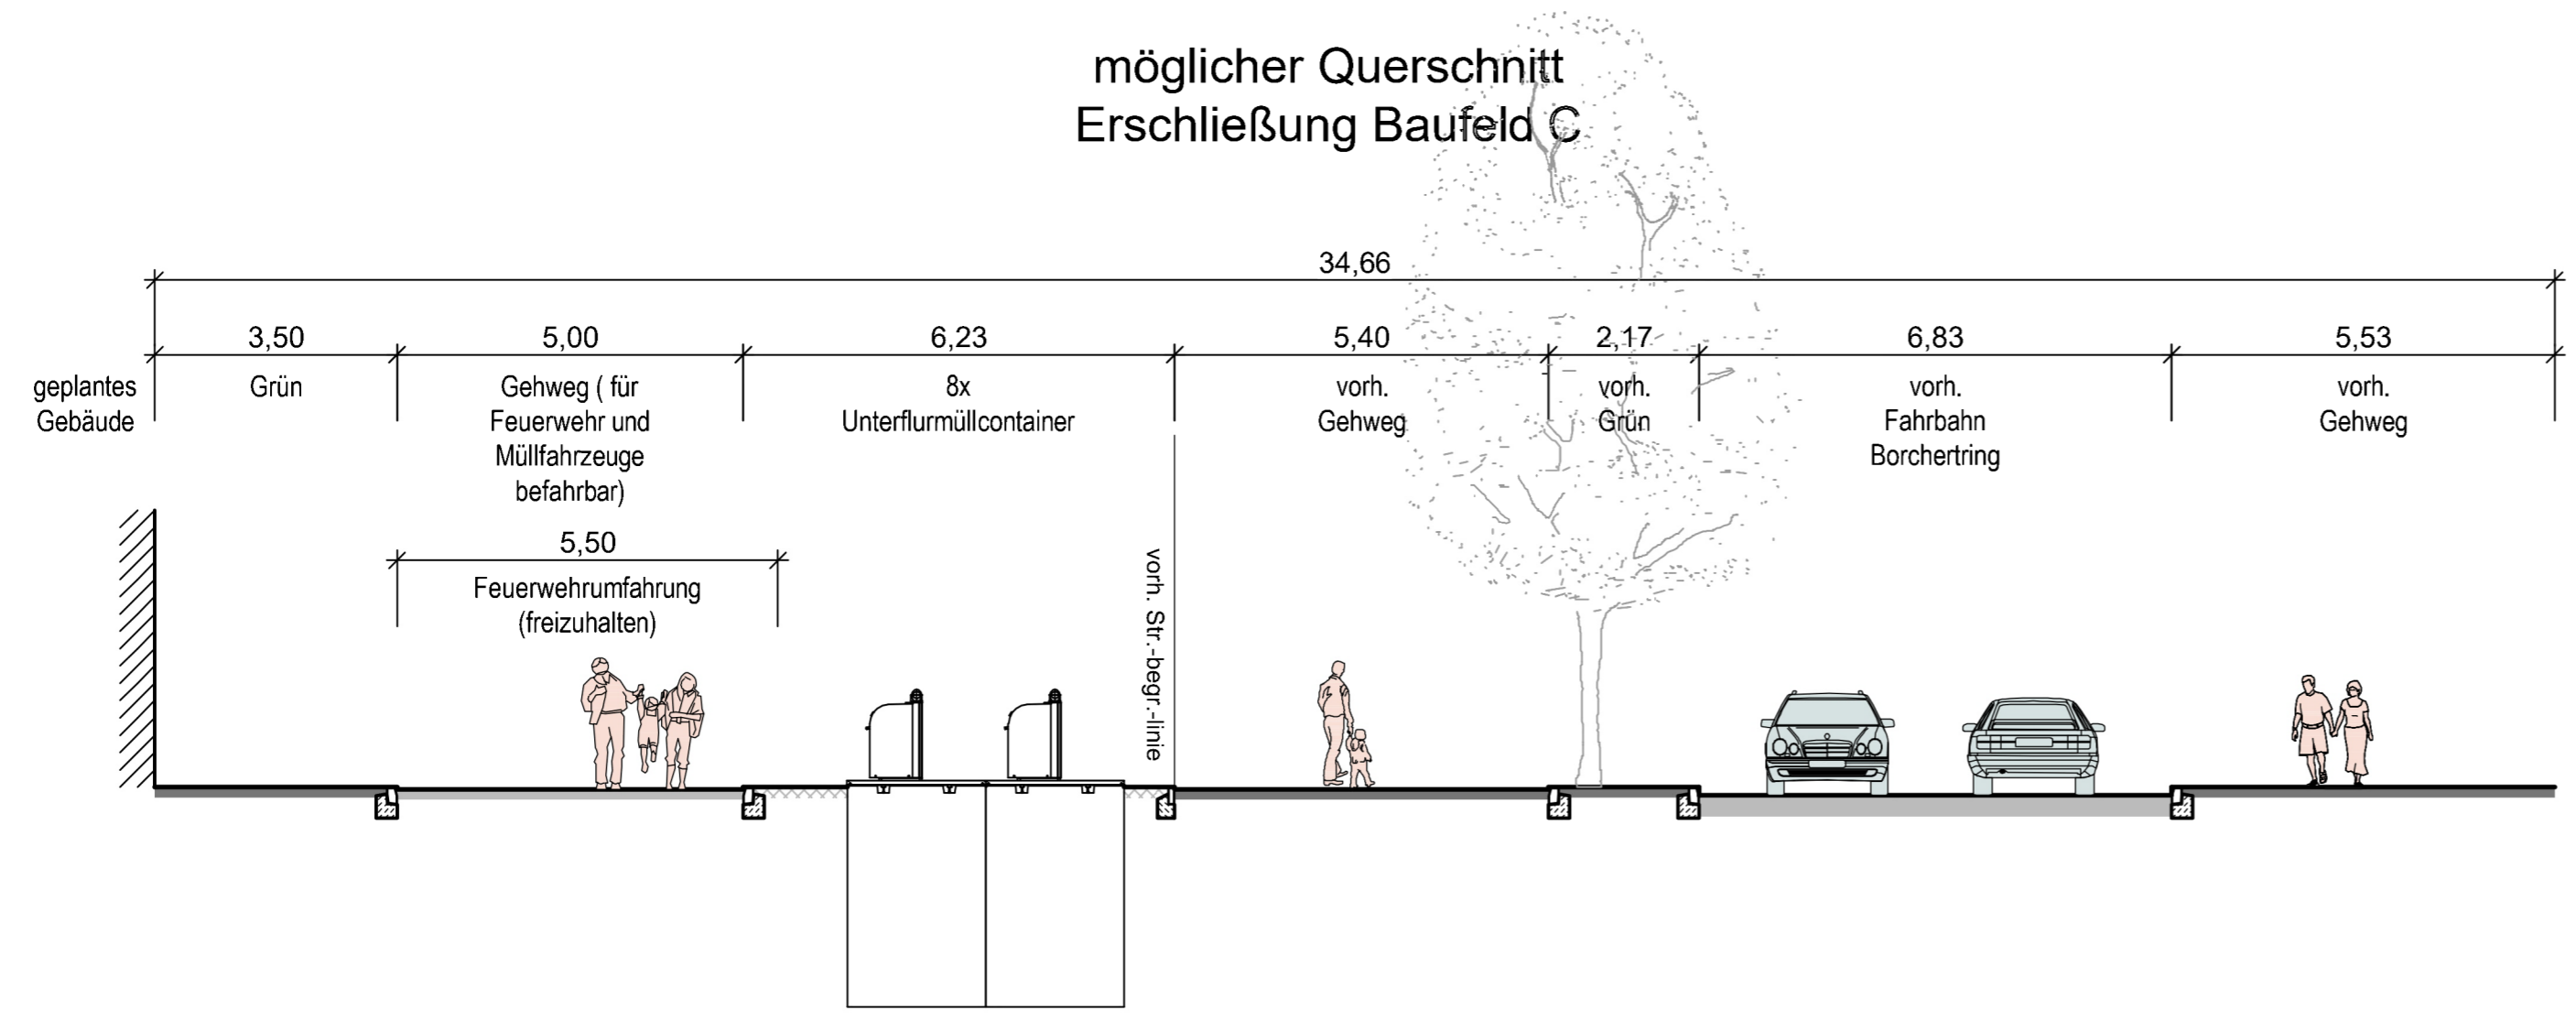 möglicher Querschnitt
Erschließung Baufeld C
34,66
3,50
5,00
6,23
5,40
2,17
6,83
5,53
geplantes
Gebäude
Grün
Gehweg ( für
Feuerwehr und
Müllfahrzeuge
befahrbar)
8x
Unterflurmüllcontainer
vorh.
Gehweg
vorh.
Grün
vorh.
Fahrbahn
Borchertring
vorh.
Gehweg
5,50
Feuerwehrumfahrung
(freizuhalten)
vorh. Str.-begr.-linie